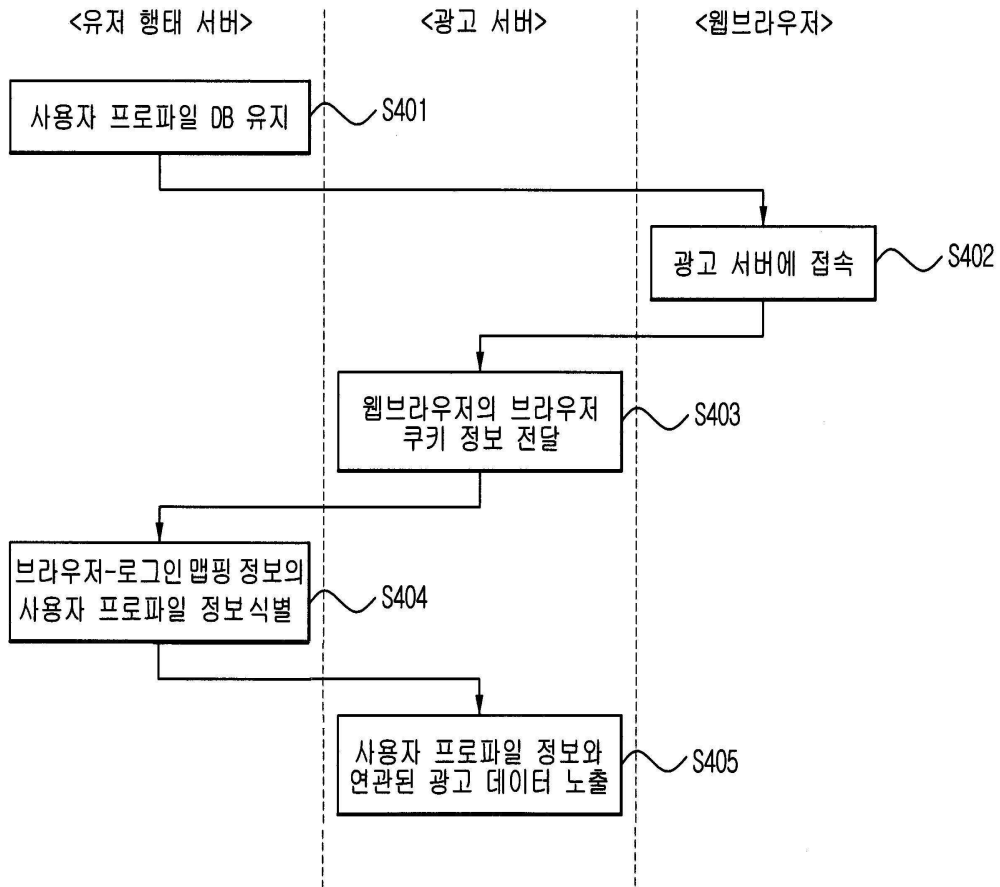 <유저 행태 서버>
<광고 서버>
<웹브라우저>
사용자 프로파일 DB 유지
S401
광고 서버에 접속
S402
웹브라우저의 브라우저
쿠키 정보 전달
S403
브라우저-로그인 맵핑 정보의
사용자 프로파일 정보 식별
S404
사용자 프로파일 정보와
연관된 광고 데이터 노출
S405